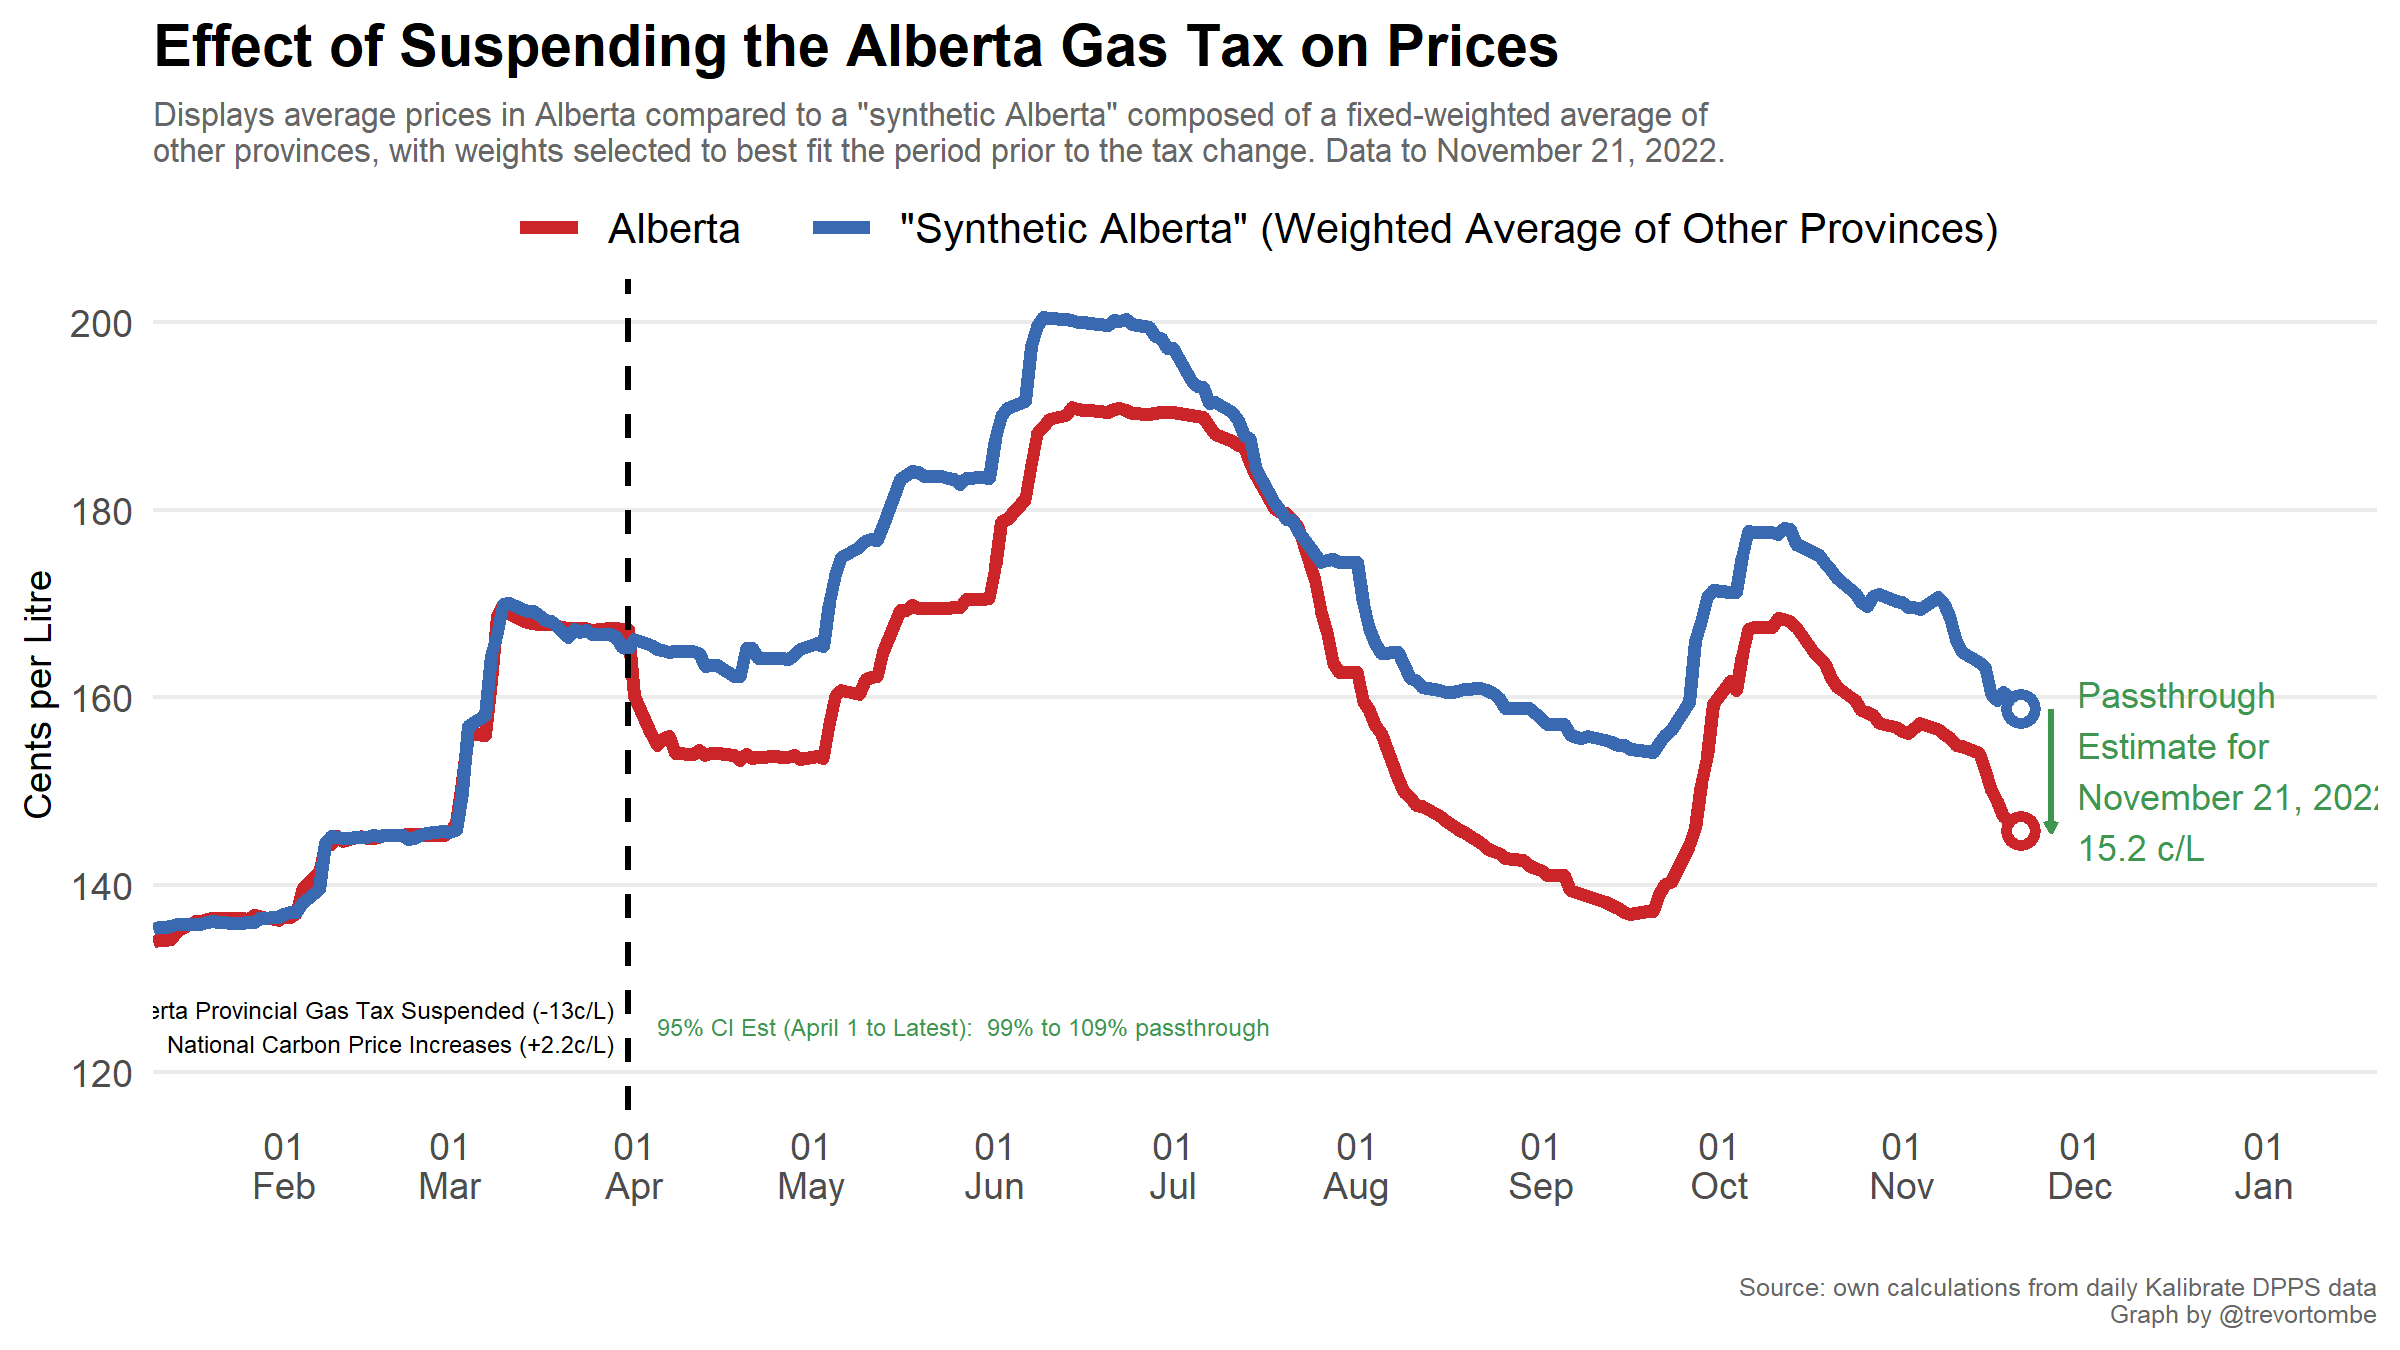 Effect of Suspending the Alberta Gas Tax on Prices
Displays average prices in Alberta compared to a "synthetic Alberta" composed of a fixed-weighted average of
other provinces, with weights selected to best fit the period prior to the tax change. Data to November 21, 2022.
Alberta
"Synthetic Alberta" (Weighted Average of Other Provinces)
Cents per Litre
200
180
160
140
120
Passthrough
Estimate for
November 21, 2022
15.2 c/L
erta Provincial Gas Tax Suspended (-13c/L)
National Carbon Price Increases (+2.2c/L)
95% CI Est (April 1 to Latest): 99% to 109% passthrough
01 01 01 01 01 01 01 01 01 01 01 01
Feb Mar Apr May Jun Jul Aug Sep Oct Nov Dec Jan
Source: own calculations from daily Kalibrate DPPS data
Graph by @trevortombe